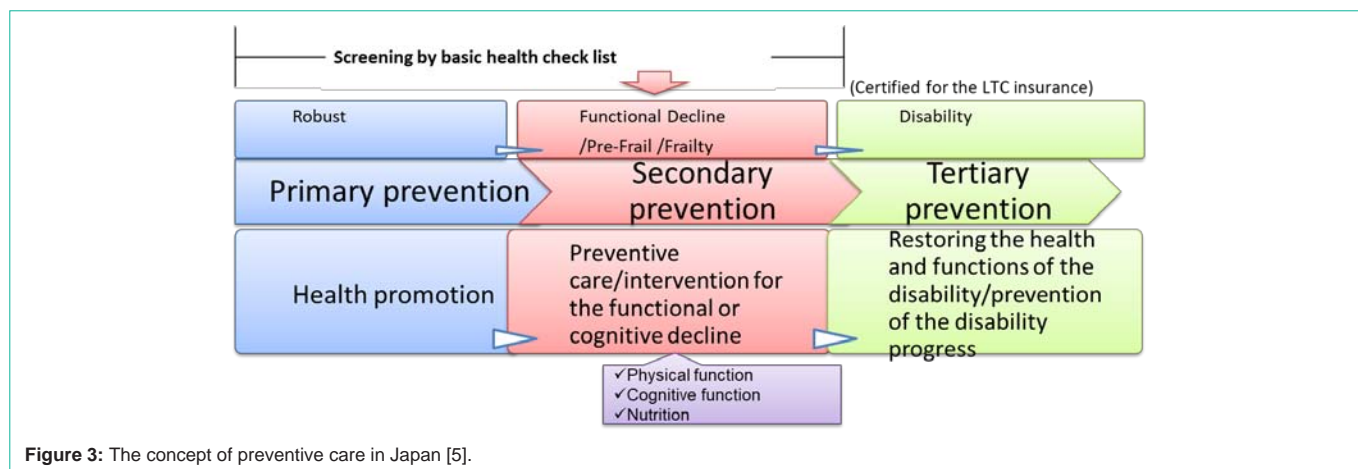 Screening by basic health check list
(Certified for the LTC insurance)
Robust
Functional Decline
/Pre-Frail /Frailty
Disability
Primary prevention
Secondary
prevention
Tertiary
prevention
Health promotion
Preventive
care/intervention for
the functional or
cognitive decline
Restoring the health
and functions of the
disability/prevention
of the disability
progress
✓Physical function
✓Cognitive function
✓Nutrition
Figure 3: The concept of preventive care in Japan [5].